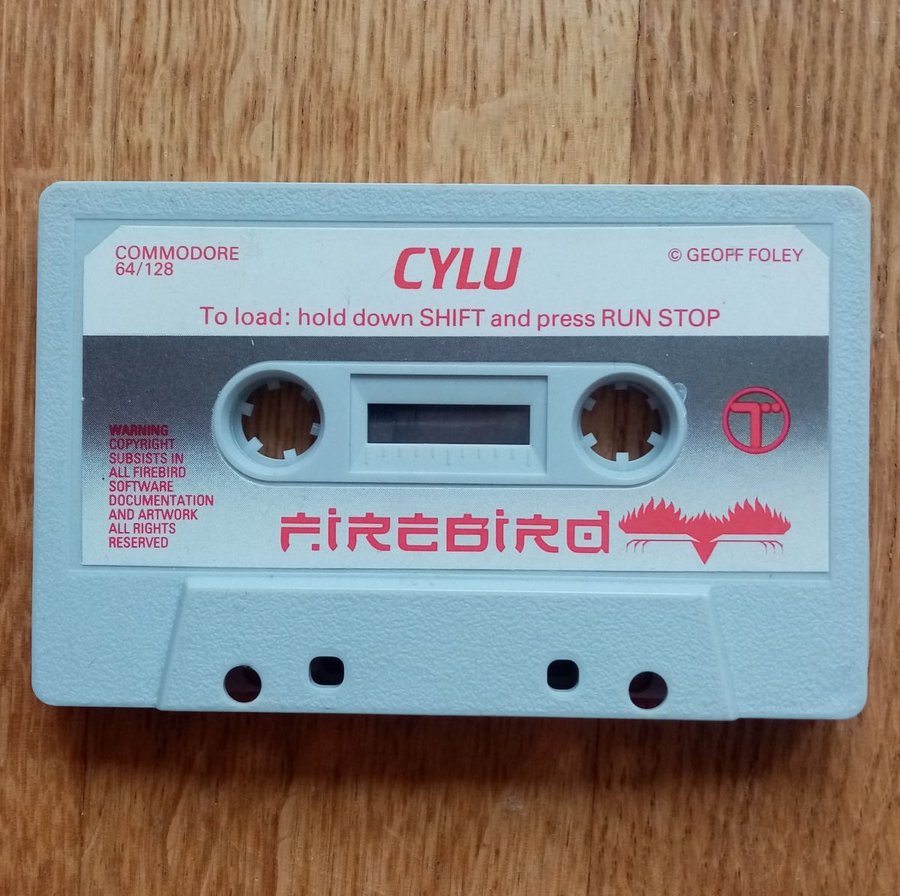 COMMODORE
64/128
CYLU
© GEOFF FOLEY
To load: hold down SHIFT and press RUN STOP
WARNING
COPYRIGHT
SUBSISTS IN
ALL FIREBIRD
SOFTWARE
DOCUMENTATION
AND ARTWORK
ALL RIGHTS
RESERVED
FIREBIRD